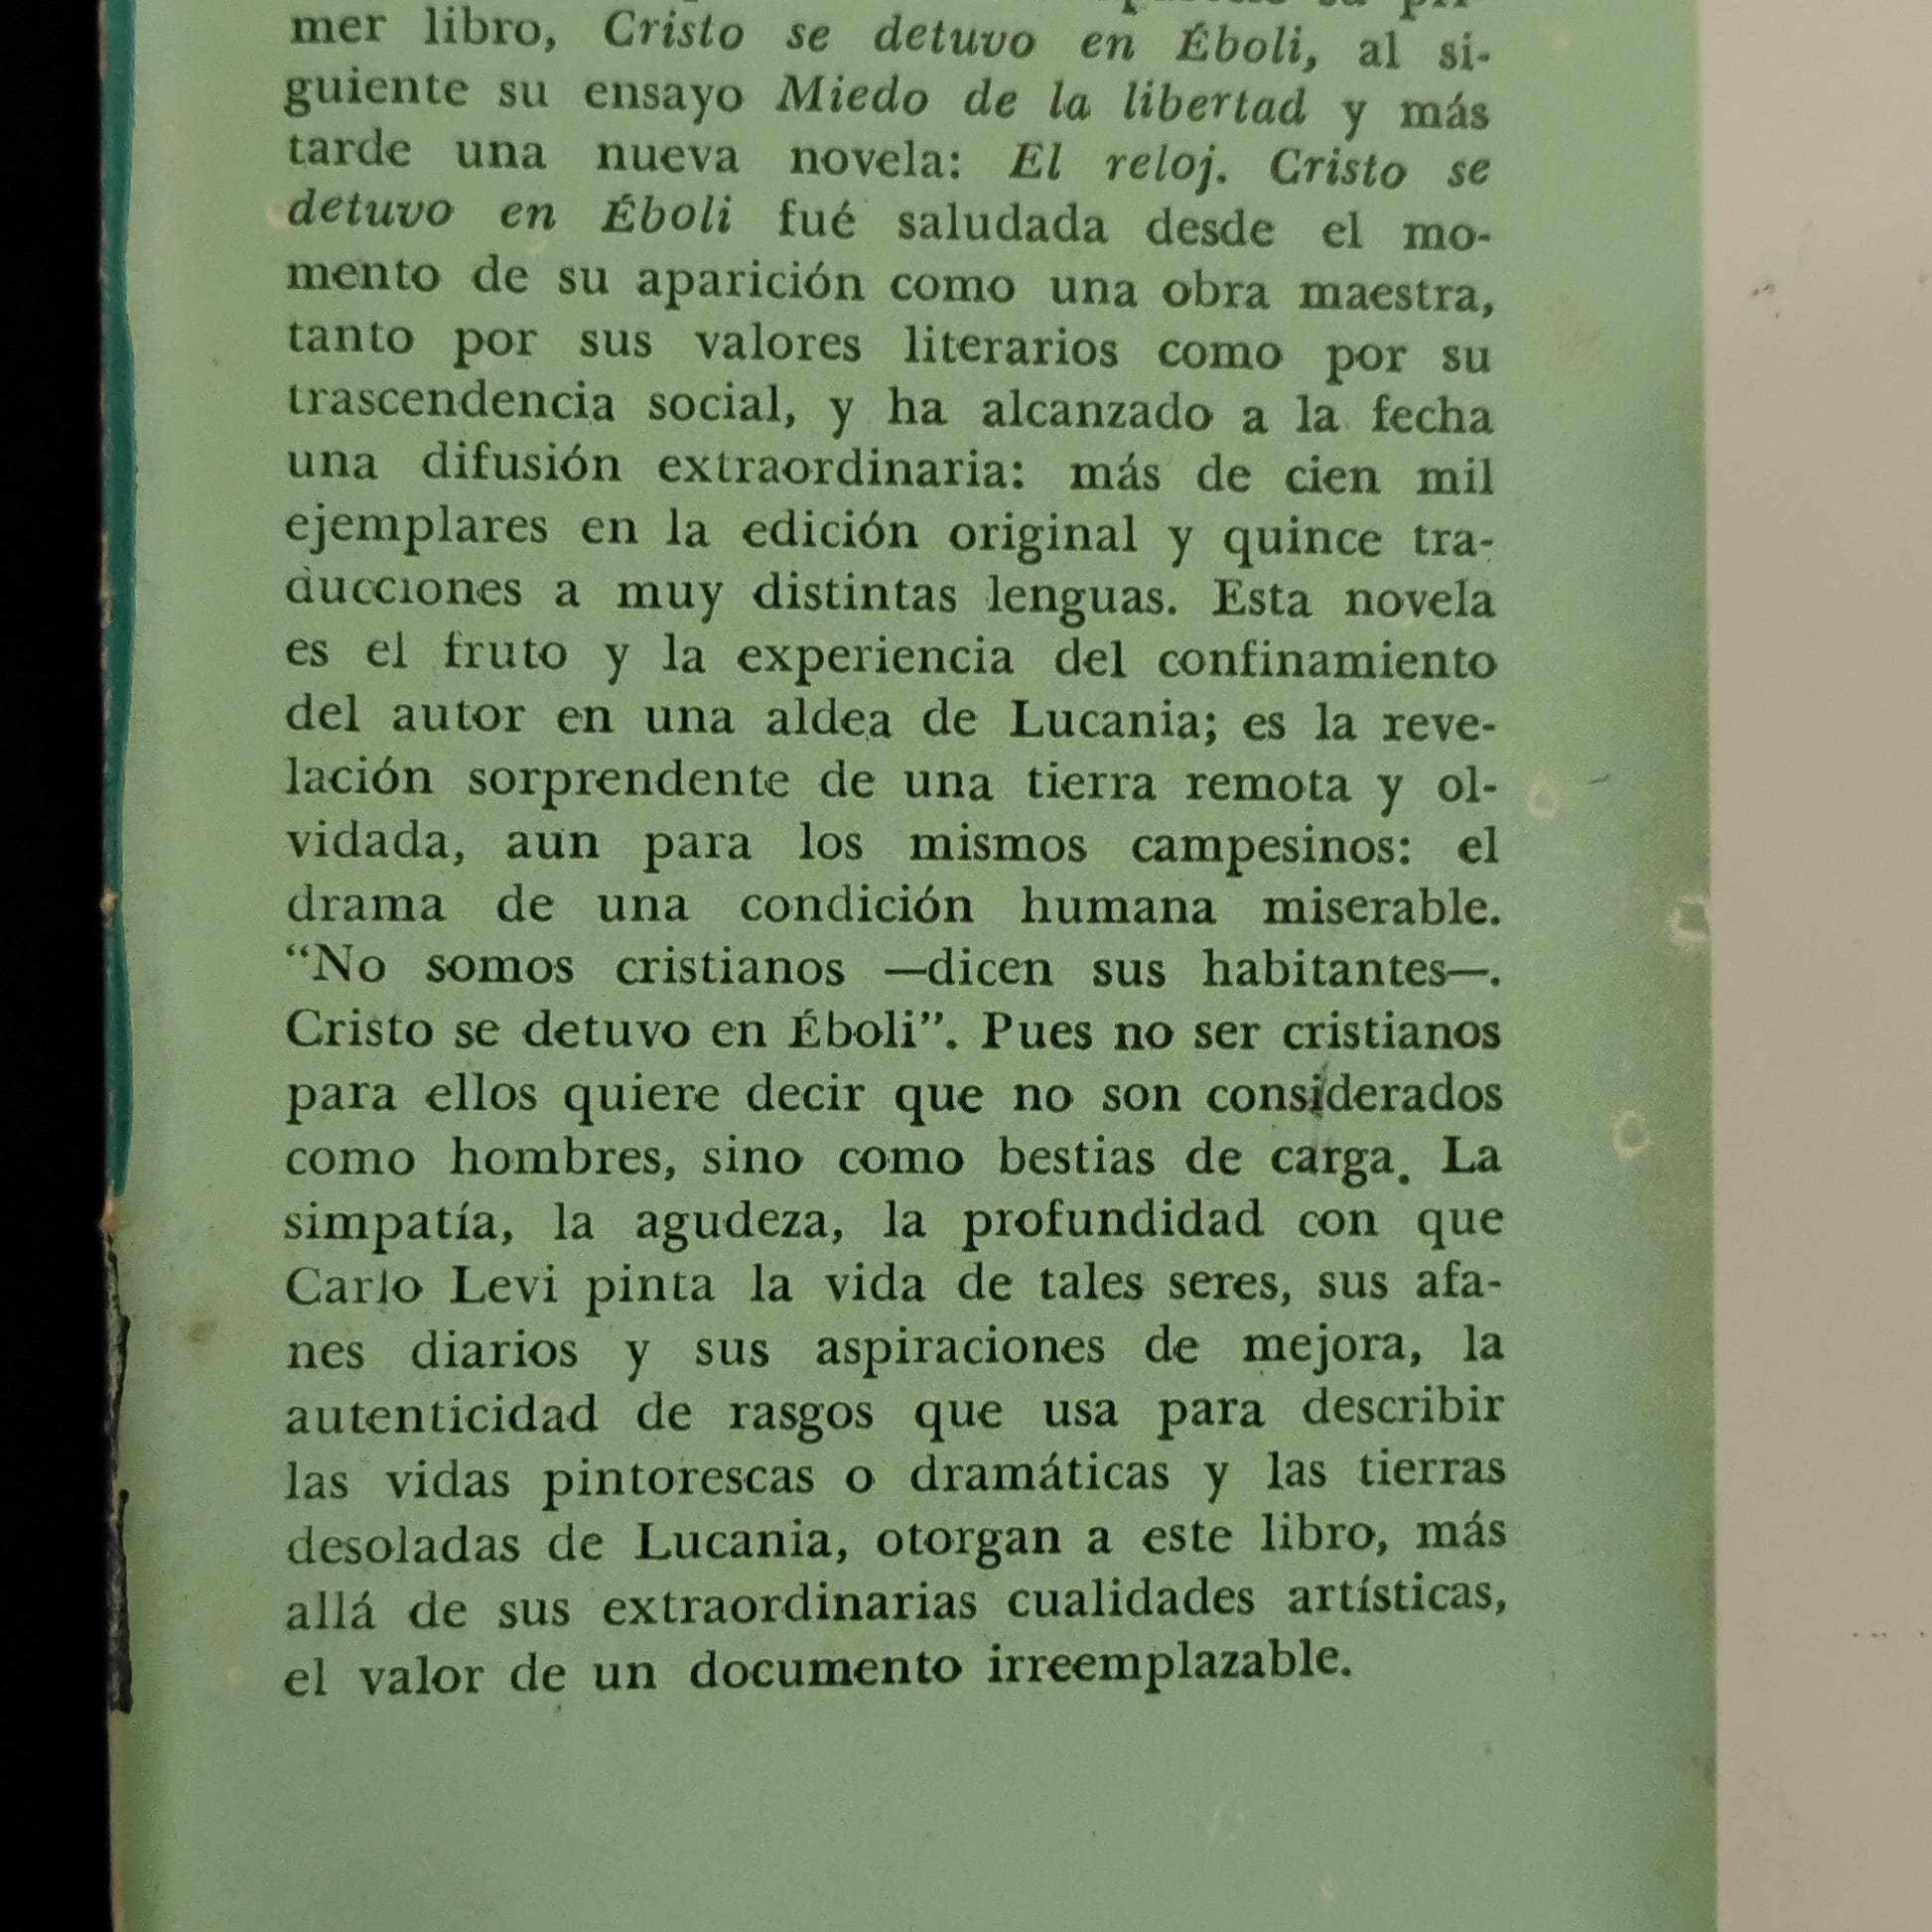 mer libro, Cristo se detuvo en Éboli, al si-
guiente su ensayo Miedo de la libertad y más
tarde una nueva novela: El reloj. Cristo se
detuvo en Éboli fué saludada desde el mo-
mento de su aparición como una obra maestra,
tanto por sus valores literarios como por su
trascendencia social, y ha alcanzado a la fecha
una difusión extraordinaria: más de cien mil
ejemplares en la edición original y quince tra-
ducciones a muy distintas lenguas. Esta novela
es el fruto y la experiencia del confinamiento
del autor en una aldea de Lucania; es la reve-
lación sorprendente de una tierra remota y ol-
vidada, aun para los mismos campesinos: el
drama de una condición humana miserable.
“No somos cristianos —dicen sus habitantes—.
Cristo se detuvo en Éboli”. Pues no ser cristianos
para ellos quiere decir que no son considerados
como hombres, sino como bestias de carga. La
simpatía, la agudeza, la profundidad con que
Carlo Levi pinta la vida de tales seres, sus afa-
nes diarios y sus aspiraciones de mejora, la
autenticidad de rasgos que usa para describir
las vidas pintorescas o dramáticas y las tierras
desoladas de Lucania, otorgan a este libro, más
allá de sus extraordinarias cualidades artísticas,
el valor de un documento irreemplazable.